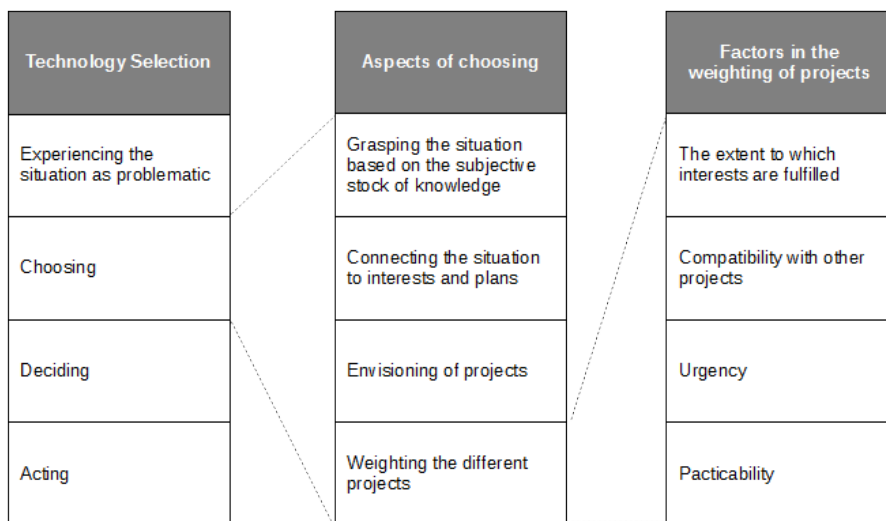 Technology Selection
Experiencing the
situation as problematic
Choosing
Deciding
Acting
Aspects of choosing
Grasping the situation
based on the subjective
stock of knowledge
Connecting the situation
to interests and plans
Envisioning of projects
Weighting the different
projects
Factors in the
weighting of projects
The extent to which
interests are fulfilled
Compatibility with other
projects
Urgency
Pacticability